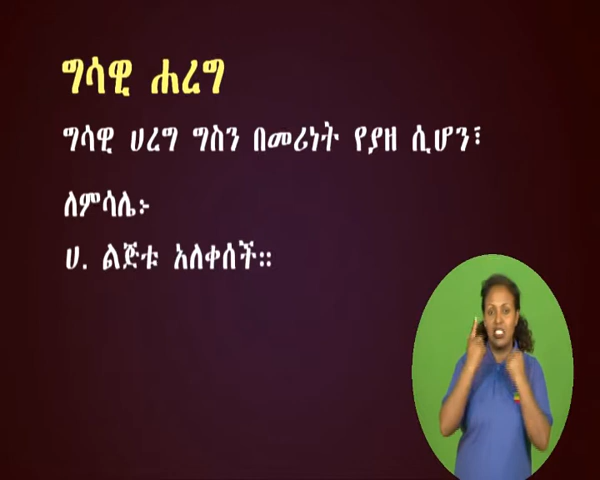 ግሳዊ ሐረግ
ግሳዊ ሀረግ ግስን በመሪነት የያዘ ሲሆን፣
ለምሳሌ፦
ሀ. ልጅቱ አለቀሰች።